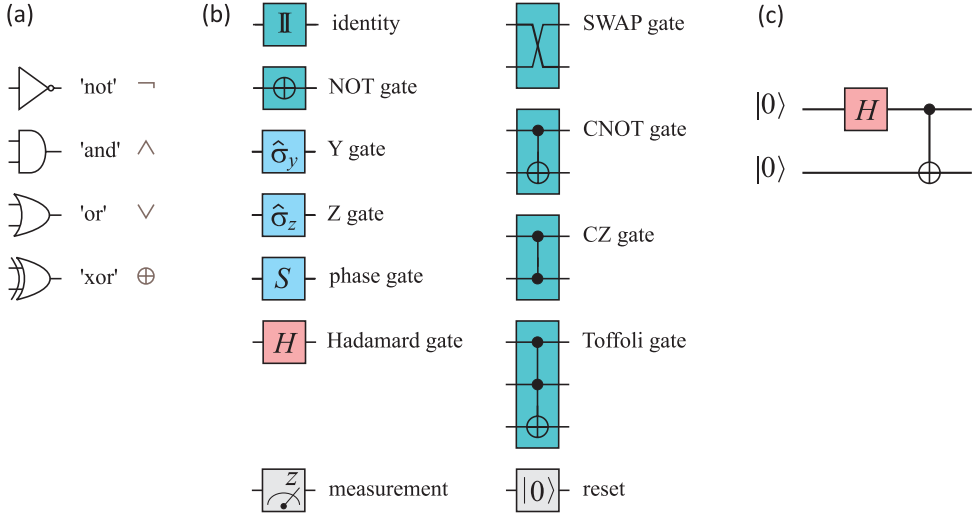 (a)
'not' ¬
'and' ∧
'or' ∨
'xor' ⊕
(b)
𝕀 identity
NOT gate
σ̂y Y gate
σ̂z Z gate
S phase gate
H Hadamard gate
z measurement
SWAP gate
CNOT gate
CZ gate
Toffoli gate
|0⟩ reset
(c)
|0⟩ H
|0⟩